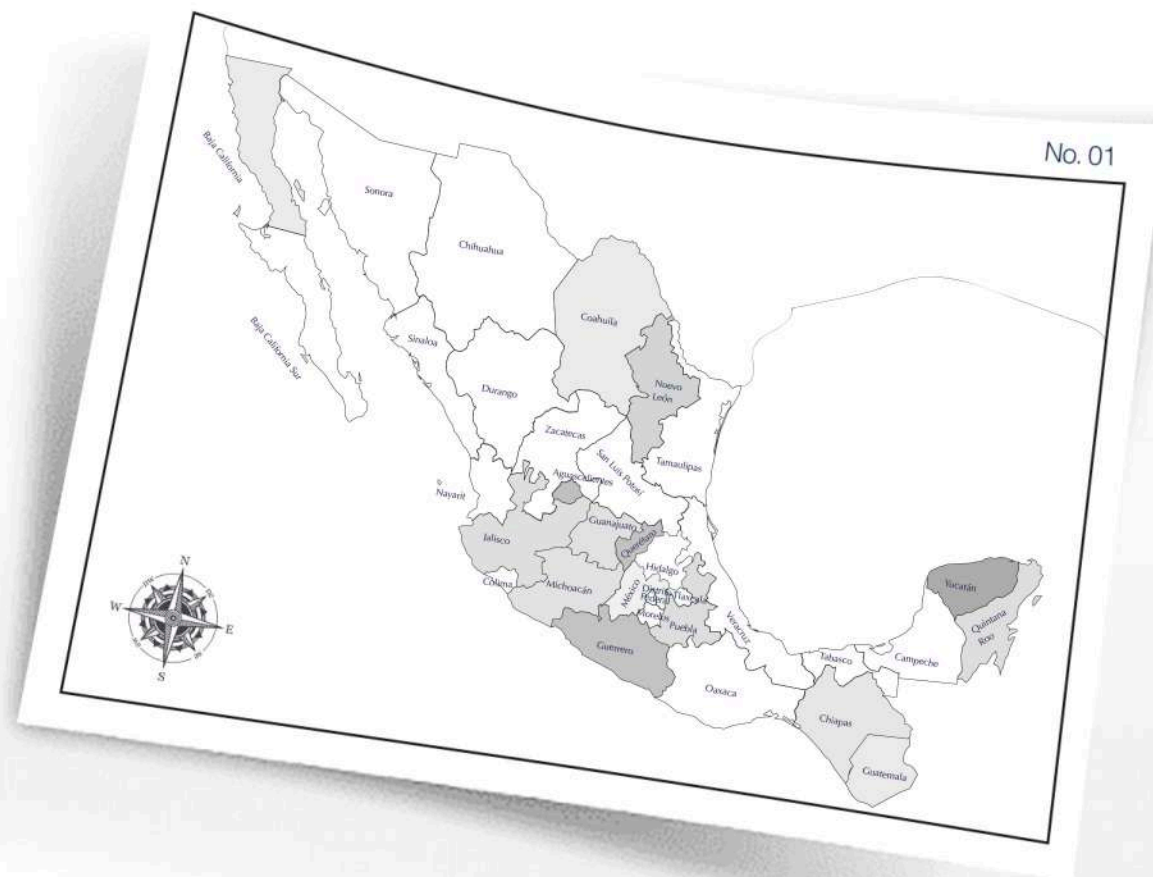 No. 01
Baja California
Sonora
Chihuahua
Coahuila
Sinaloa
Baja California Sur
Durango
Nuevo
León
Zacatecas
San Luis Potosí
Tamaulipas
Aguascalientes
Nayarit
Guanajuato
Querétaro
Jalisco
Hidalgo
Colima
Michoacán
México
Distrito
Federal
Tlaxcala
Morelos
Puebla
Veracruz
Yucatán
Quintana
Roo
Guerrero
Tabasco
Campeche
Oaxaca
Chiapas
Guatemala
N
W
E
S